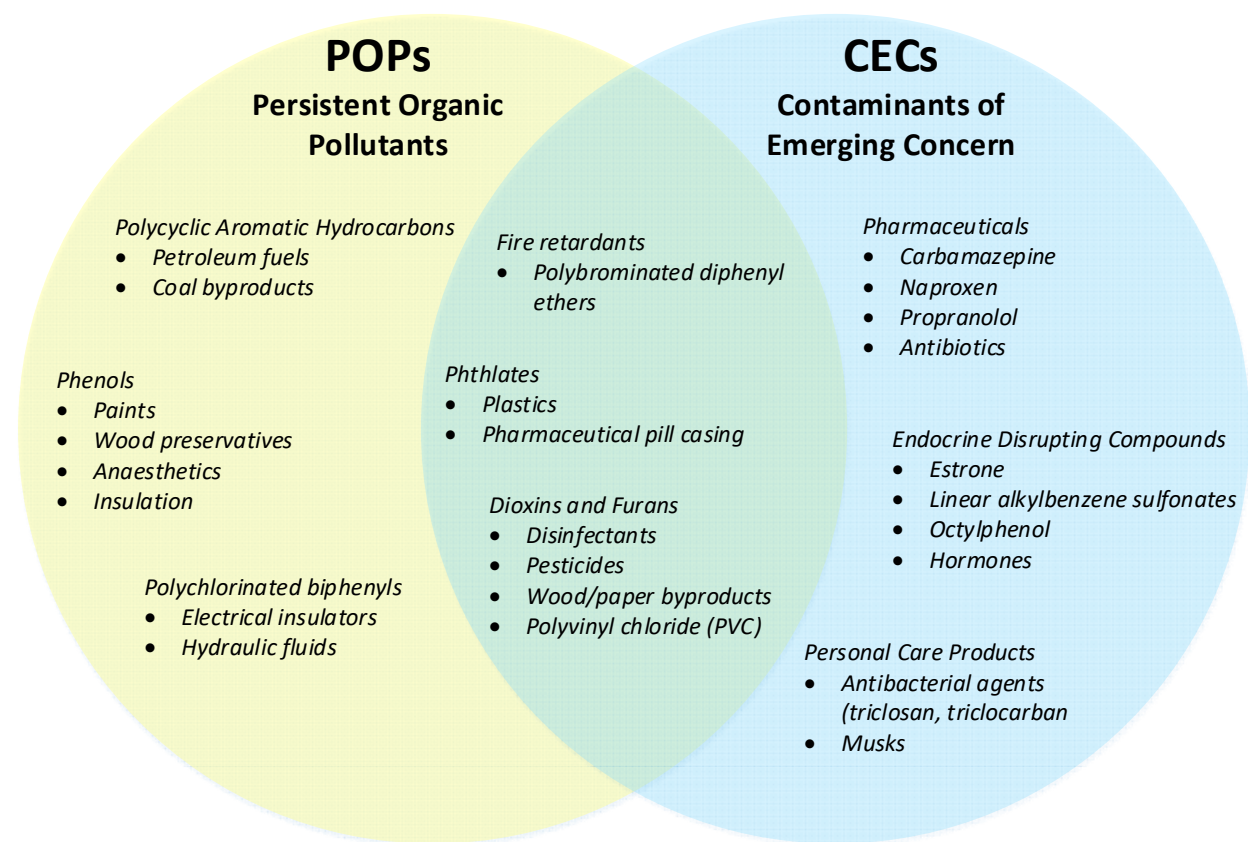 POPs
Persistent Organic
Pollutants
Polycyclic Aromatic Hydrocarbons
• Petroleum fuels
• Coal byproducts
Phenols
• Paints
• Wood preservatives
• Anaesthetics
• Insulation
Polychlorinated biphenyls
• Electrical insulators
• Hydraulic fluids
Fire retardants
• Polybrominated diphenyl
ethers
Phthlates
• Plastics
• Pharmaceutical pill casing
Dioxins and Furans
• Disinfectants
• Pesticides
• Wood/paper byproducts
• Polyvinyl chloride (PVC)
CECs
Contaminants of
Emerging Concern
Pharmaceuticals
• Carbamazepine
• Naproxen
• Propranolol
• Antibiotics
Endocrine Disrupting Compounds
• Estrone
• Linear alkylbenzene sulfonates
• Octylphenol
• Hormones
Personal Care Products
• Antibacterial agents
(triclosan, triclocarban
• Musks